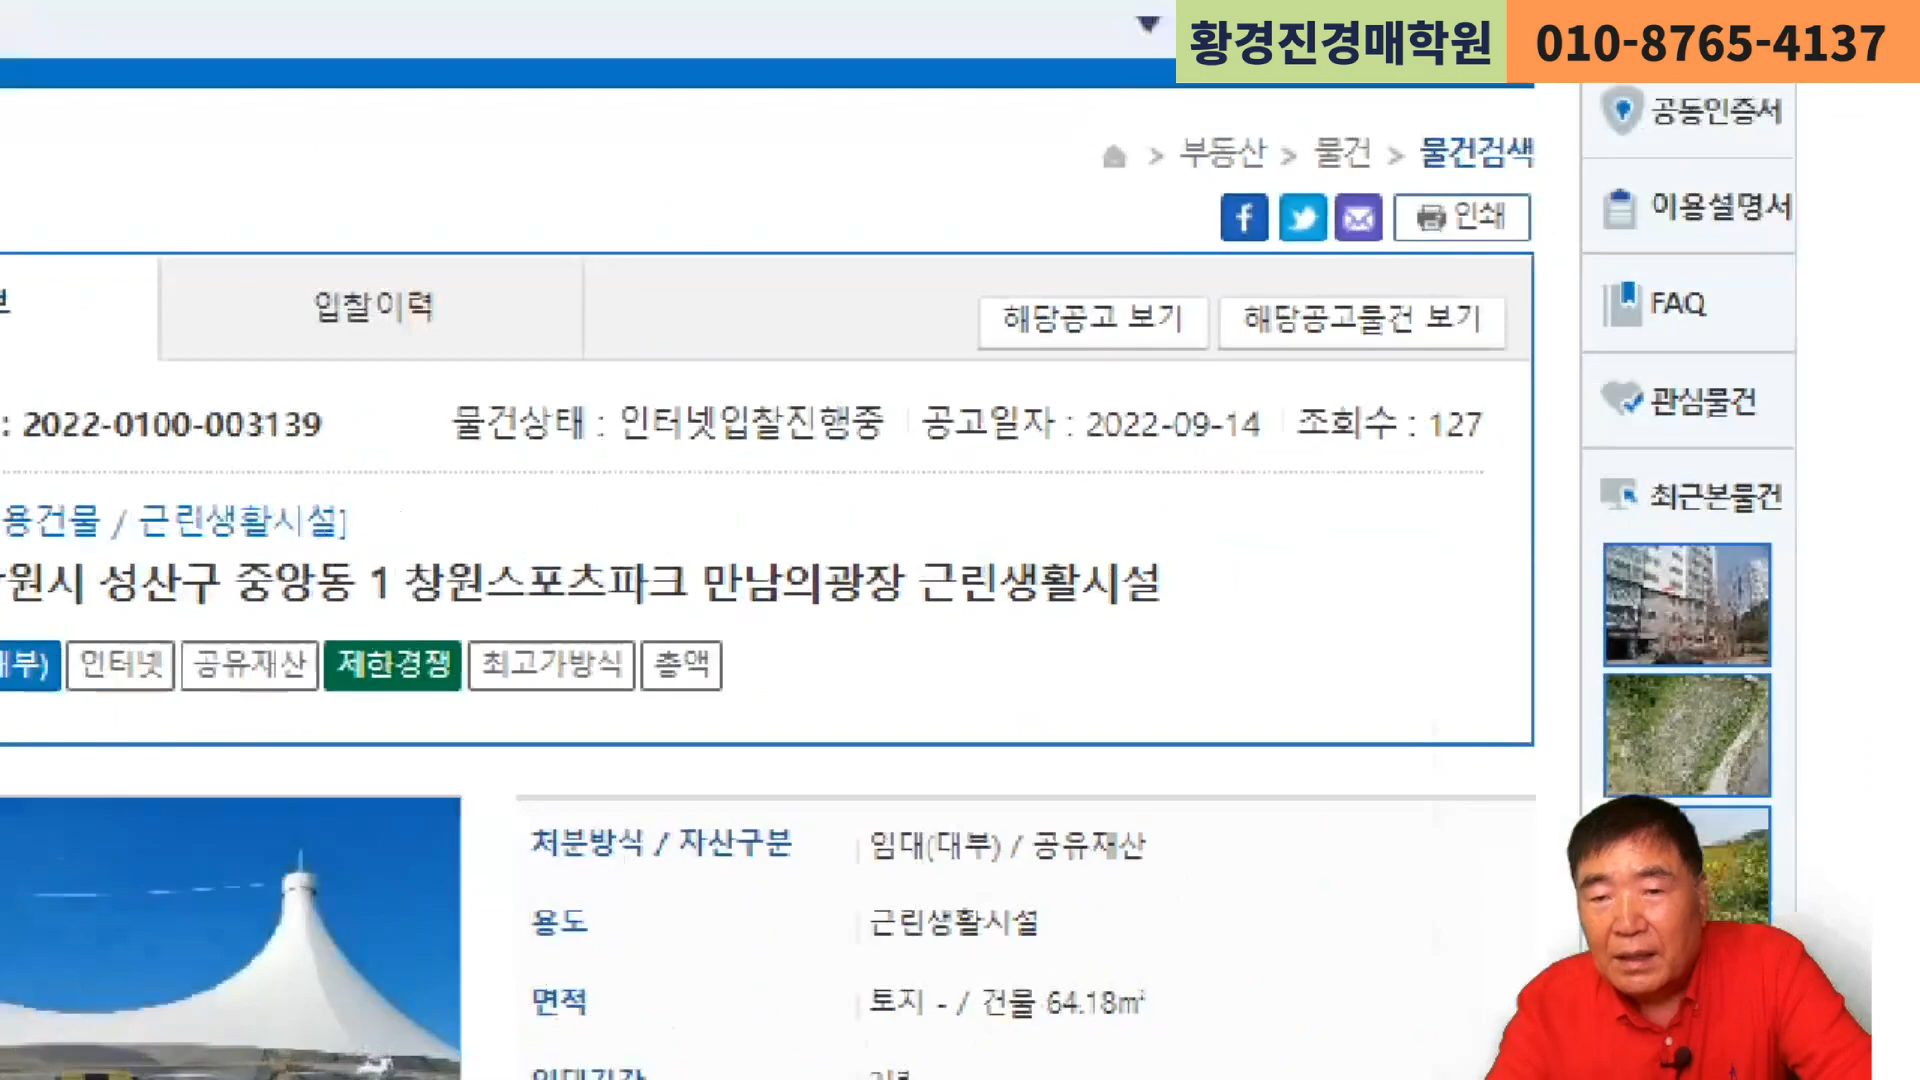 황경진경매학원 010-8765-4137
공동인증서
> 부동산 > 물건 > 물건검색
이용설명서
f 인쇄
FAQ
입찰이력
해당공고 보기 해당공고물건 보기
관심물건
: 2022-0100-003139 물건상태 : 인터넷입찰진행중 공고일자 : 2022-09-14 조회수 : 127
최근본물건
용건물 / 근린생활시설]
원시 성산구 중앙동 1 창원스포츠파크 만남의광장 근린생활시설
대부) 인터넷 공유재산 제한경쟁 최고가방식 총액
처분방식 / 자산구분 임대(대부) / 공유재산
용도 근린생활시설
면적 토지 - / 건물 64.18㎡